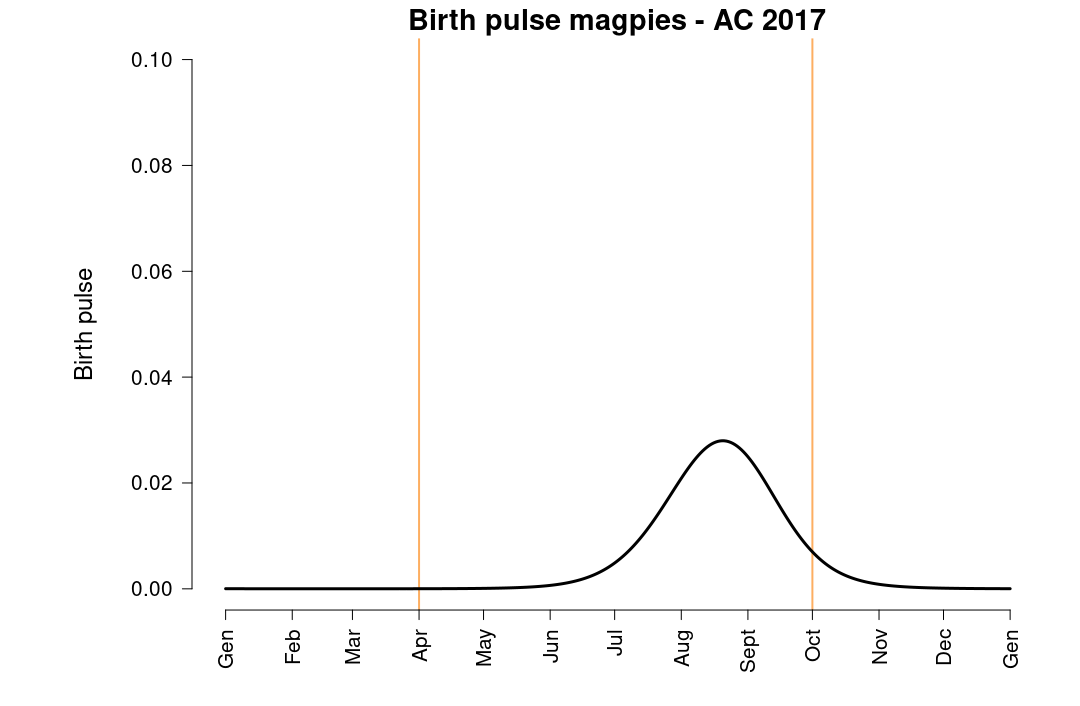 Birth pulse magpies - AC 2017
0.10
0.08
0.06
0.04
0.02
0.00
Birth pulse
Gen Feb Mar Apr May Jun Jul Aug Sept Oct Nov Dec Gen